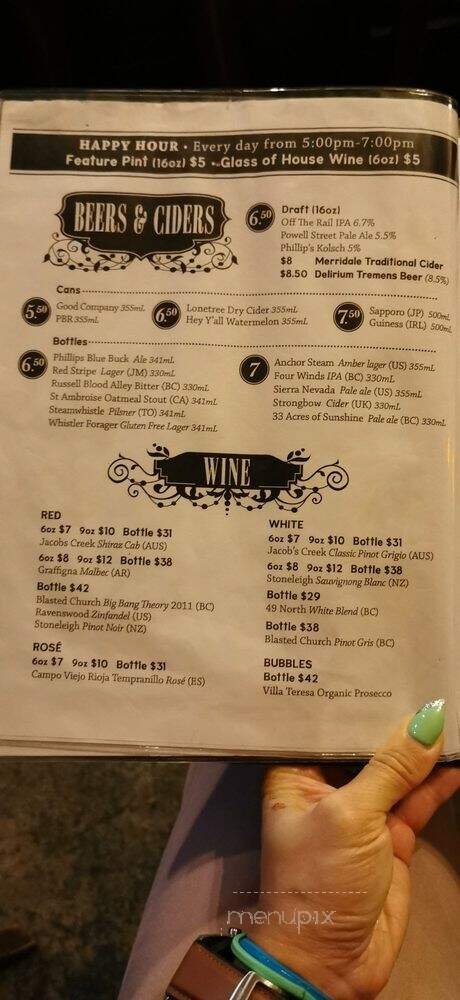 HAPPY HOUR • Every day from 5:00pm-7:00pm
Feature Pint (16oz) $5 • Glass of House Wine (6oz) $5
BEERS & CIDERS
6.50
Draft (16oz)
Off The Rail IPA 6.7%
Powell Street Pale Ale 5.5%
Phillip's Kolsch 5%
$8 Merridale Traditional Cider
$8.50 Delirium Tremens Beer (8.5%)
Cans
5.50
Good Company 355mL
PBR 355mL
6.50
Lonetree Dry Cider 355mL
Hey Y'all Watermelon 355mL
7.50
Sapporo (JP) 500mL
Guiness (IRL) 500mL
Bottles
6.50
Phillips Blue Buck Ale 341mL
Red Stripe Lager (JM) 330mL
Russell Blood Alley Bitter (BC) 330mL
St Ambroise Oatmeal Stout (CA) 341mL
Steamwhistle Pilsner (TO) 341mL
Whistler Forager Gluten Free Lager 341mL
7
Anchor Steam Amber lager (US) 355mL
Four Winds IPA (BC) 330mL
Sierra Nevada Pale ale (US) 355mL
Strongbow Cider (UK) 330mL
33 Acres of Sunshine Pale ale (BC) 330mL
WINE
RED
6oz $7 9oz $10 Bottle $31
Jacobs Creek Shiraz Cab (AUS)
6oz $8 9oz $12 Bottle $38
Graffigna Malbec (AR)
Bottle $42
Blasted Church Big Bang Theory 2011 (BC)
Ravenswood Zinfandel (US)
Stoneleigh Pinot Noir (NZ)
ROSÉ
6oz $7 9oz $10 Bottle $31
Campo Viejo Rioja Tempranillo Rosé (ES)
WHITE
6oz $7 9oz $10 Bottle $31
Jacob's Creek Classic Pinot Grigio (AUS)
6oz $8 9oz $12 Bottle $38
Stoneleigh Sauvignong Blanc (NZ)
Bottle $29
49 North White Blend (BC)
Bottle $38
Blasted Church Pinot Gris (BC)
BUBBLES
Bottle $42
Villa Teresa Organic Prosecco
menupix